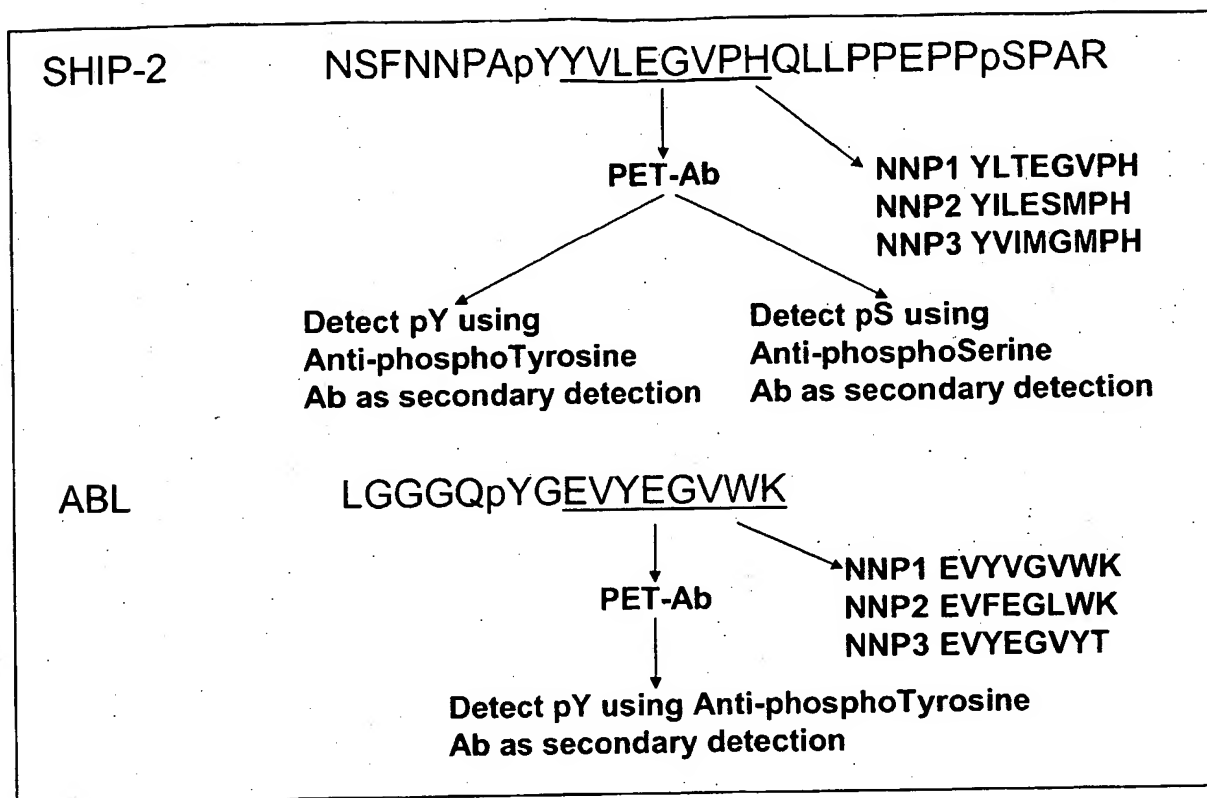 SHIP-2 NSFNNPApYYVLEGVPHQLLPPEPPpSPAR
PET-Ab
NNP1 YLTEGVPH
NNP2 YILESMPH
NNP3 YVIMGMPH
Detect pY using
Anti-phosphoTyrosine
Ab as secondary detection
Detect pS using
Anti-phosphoSerine
Ab as secondary detection
ABL LGGGQpYGEVYEGVWK
PET-Ab
NNP1 EVYVGVWK
NNP2 EVFEGLWK
NNP3 EVYEGVYT
Detect pY using Anti-phosphoTyrosine
Ab as secondary detection